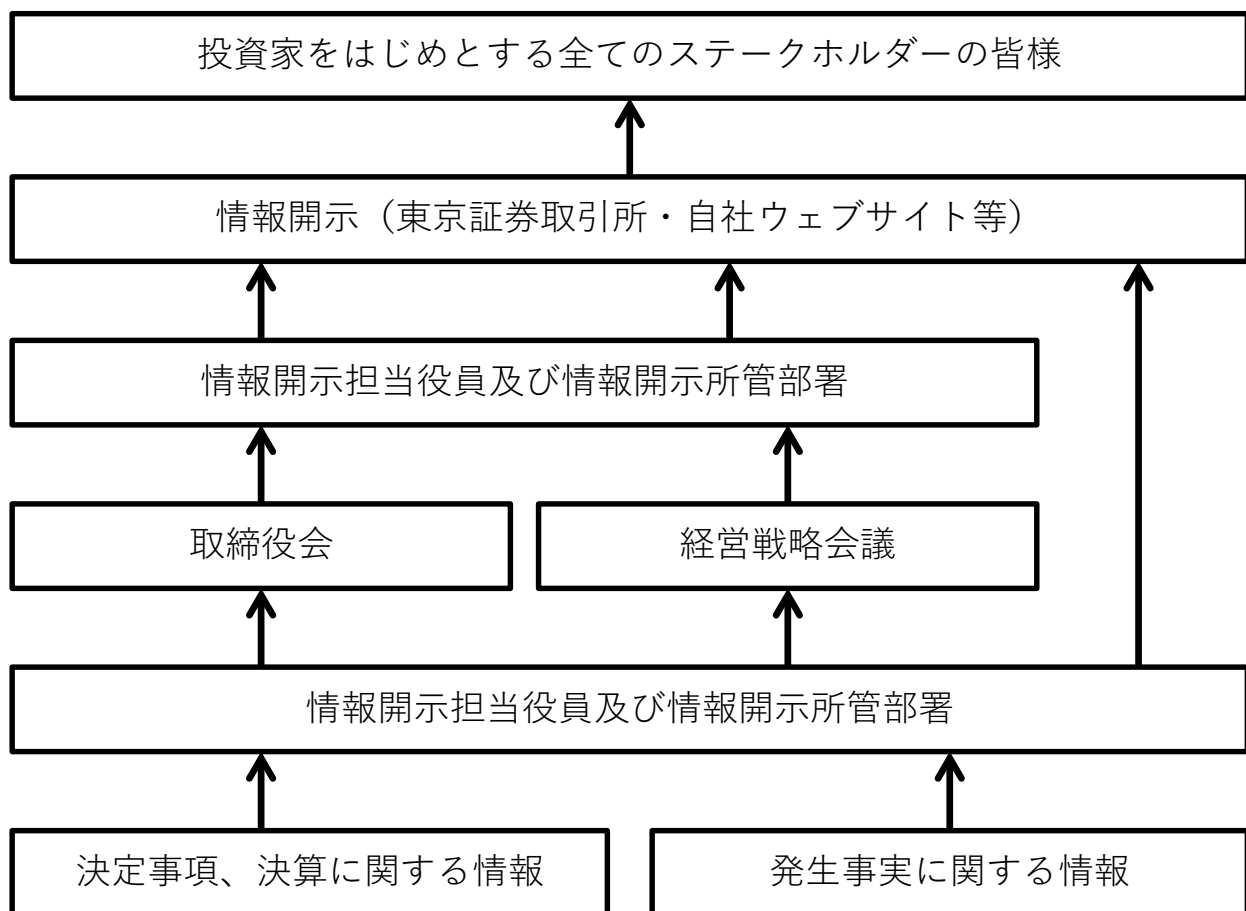 投資家をはじめとする全てのステークホルダーの皆様
情報開示（東京証券取引所・自社ウェブサイト等）
情報開示担当役員及び情報開示所管部署
取締役会
経営戦略会議
情報開示担当役員及び情報開示所管部署
決定事項、決算に関する情報
発生事実に関する情報